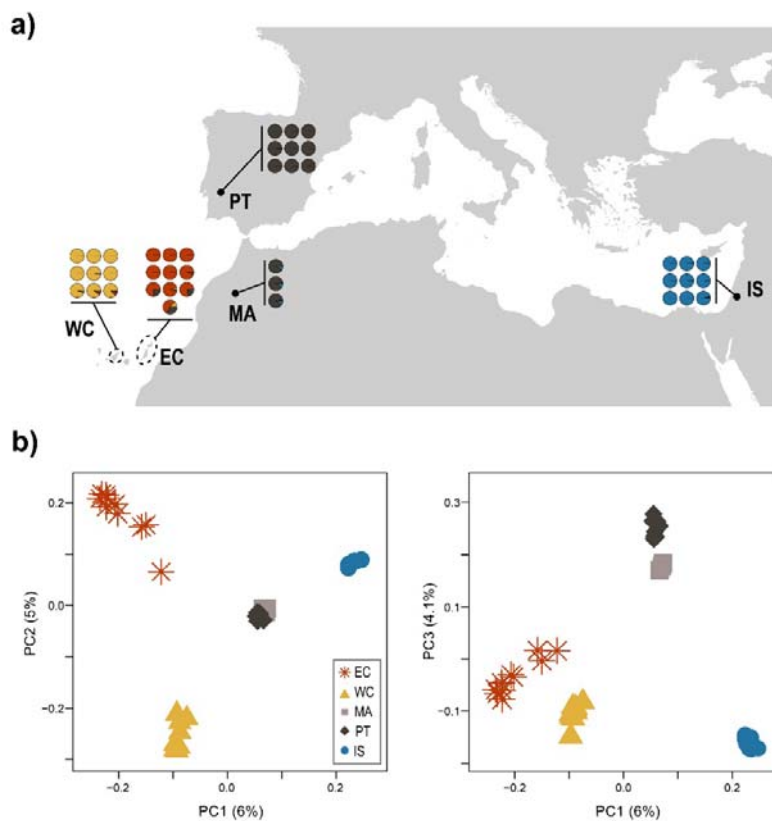 a)
PT
WC
EC
MA
IS
b)
0.2
0.0
−0.2
PC2 (5%)
−0.2
0.0
0.2
PC1 (6%)
EC
WC
MA
PT
IS
0.3
0.1
−0.1
PC3 (4.1%)
−0.2
0.0
0.2
PC1 (6%)